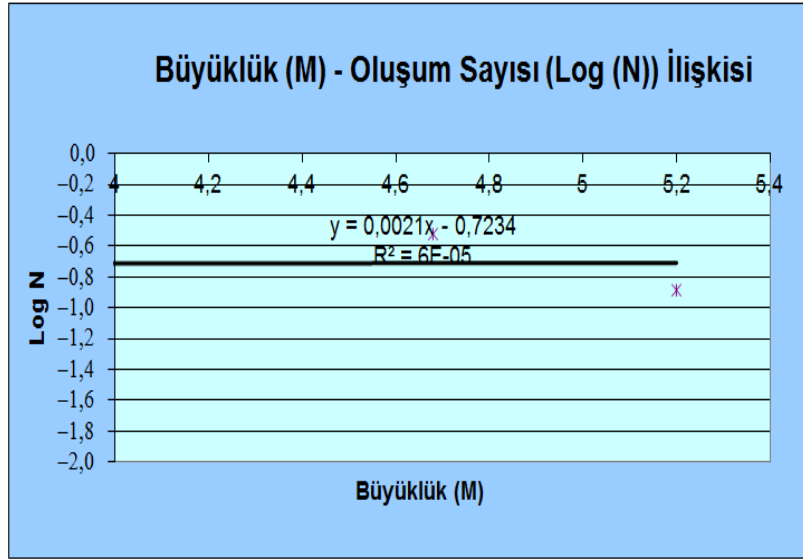 Büyüklük (M) - Oluşum Sayısı (Log (N)) İlişkisi
0,0
4 4,2 4,4 4,6 4,8 5 5,2 5,4
−0,2
−0,4
y = 0,0021x - 0,7234
−0,6
R² = 6E-05
−0,8
−1,0
−1,2
−1,4
−1,6
−1,8
−2,0
Log N
Büyüklük (M)